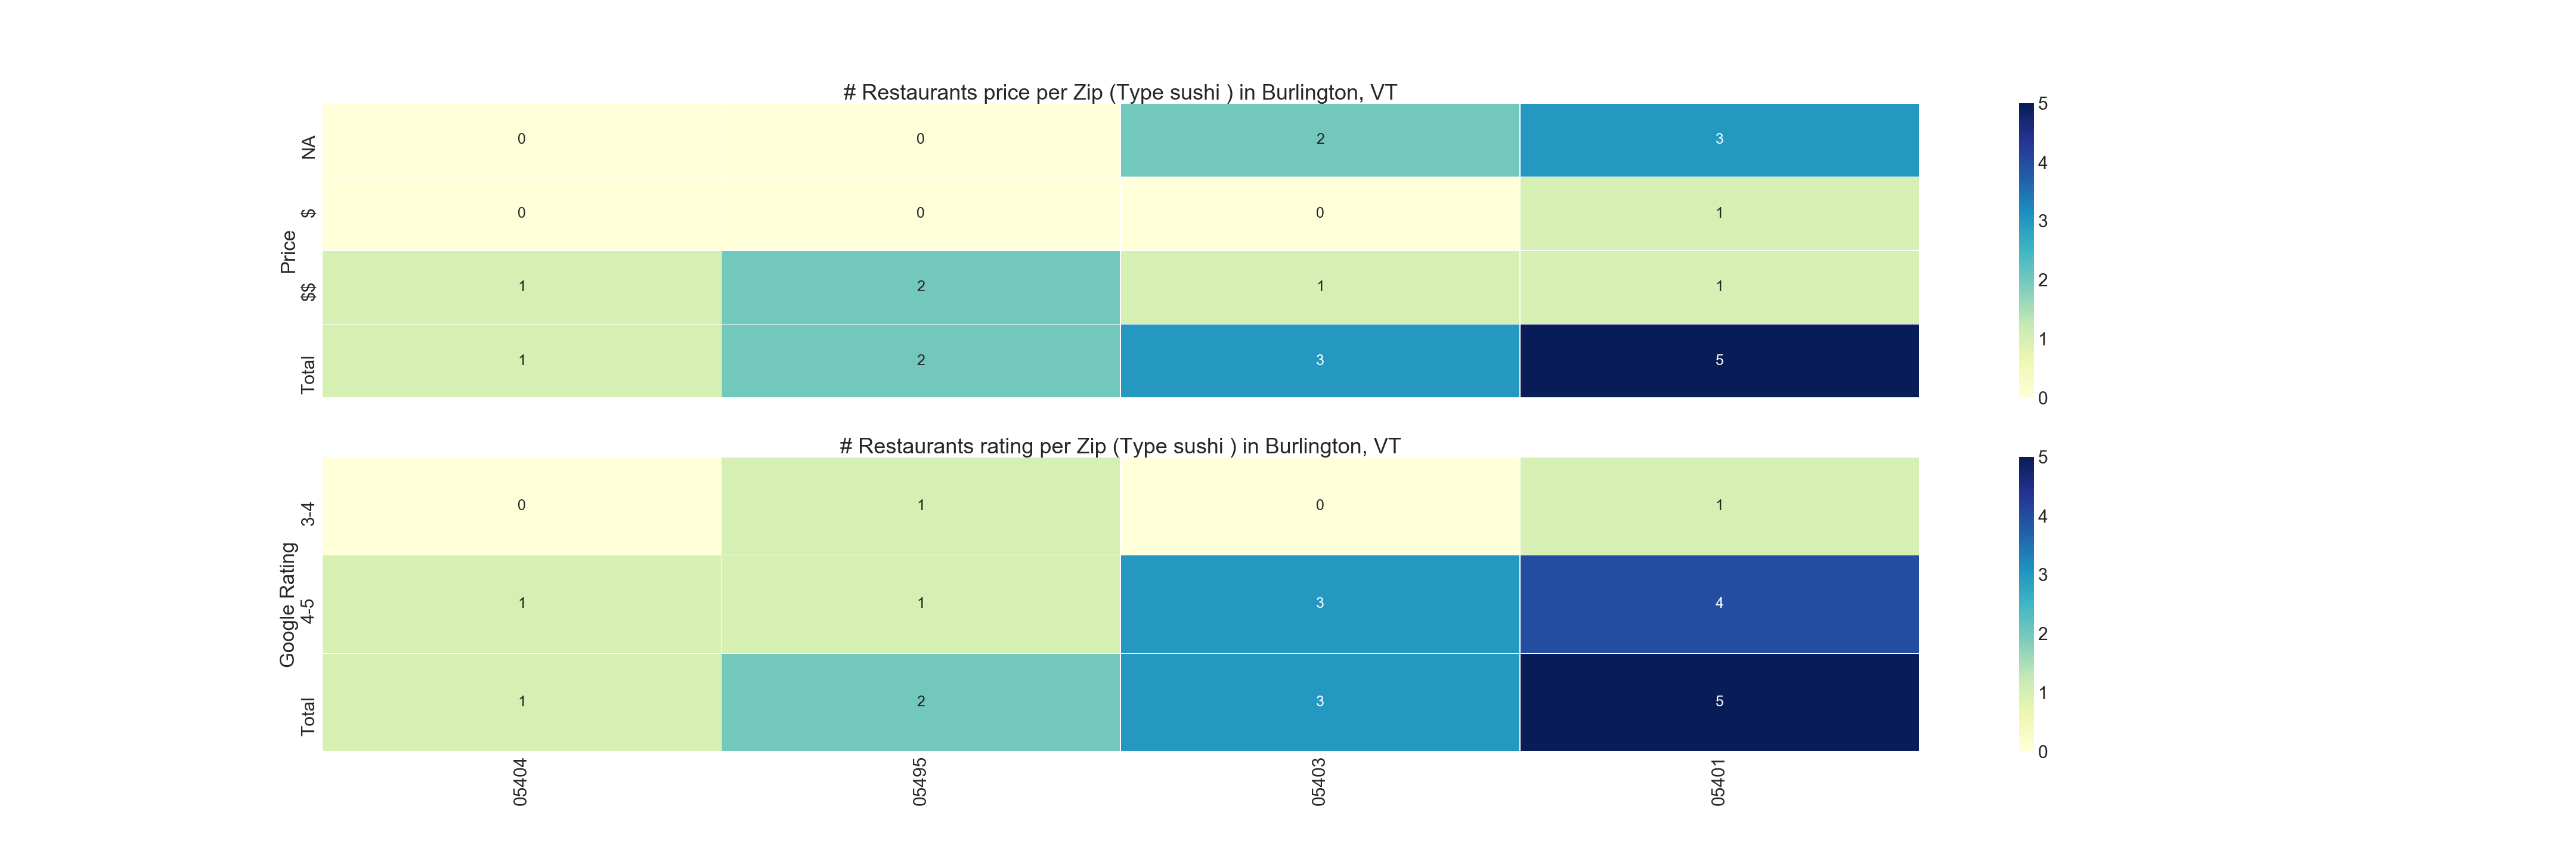 # Restaurants price per Zip (Type sushi ) in Burlington, VT
Price
NA 0 0 2 3
$ 0 0 0 1
$$ 1 2 1 1
Total 1 2 3 5
5
4
3
2
1
0
# Restaurants rating per Zip (Type sushi ) in Burlington, VT
Google Rating
3-4 0 1 0 1
4-5 1 1 3 4
Total 1 2 3 5
05404 05495 05403 05401
5
4
3
2
1
0